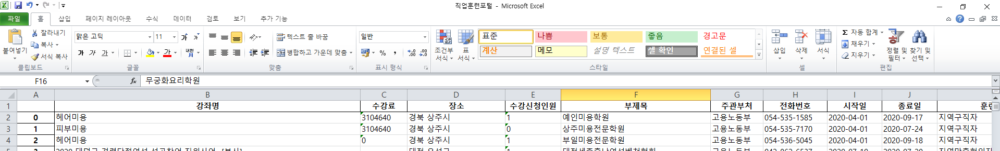 직업훈련포털 - Microsoft Excel
파일 홈 삽입 페이지 레이아웃 수식 데이터 검토 보기 추가 기능
붙여넣기
잘라내기
복사
서식 복사
클립보드
맑은 고딕 11 가 가
가 가 가 가 내천
글꼴
텍스트 줄 바꿈
병합하고 가운데 맞춤
맞춤
일반
% ,
표시 형식
조건부 서식
표 서식
표준 나쁨 보통 좋음 경고문
계산 메모 설명 텍스트 셀 확인 연결된 셀
스타일
삽입 삭제 서식
셀
Σ 자동 합계
채우기
지우기
정렬 및 필터
찾기 및 선택
편집
F16 fx 무궁화요리학원
A B C D E F G H I J
1 강좌명 수강료 장소 수강신청인원 부제목 주관부처 전화번호 시작일 종료일
2 0 헤어미용 3104640 경북 상주시 1 예인미용학원 고용노동부 054-535-1585 2020-04-01 2020-09-17 지역구직자
3 1 피부미용 3104640 경북 상주시 0 상주미용전문학원 고용노동부 054-535-7170 2020-04-01 2020-07-24 지역구직자
4 2 헤어미용 0 경북 상주시 1 부일미용전문학원 고용노동부 054-536-5045 2020-04-01 2020-09-18 지역구직자